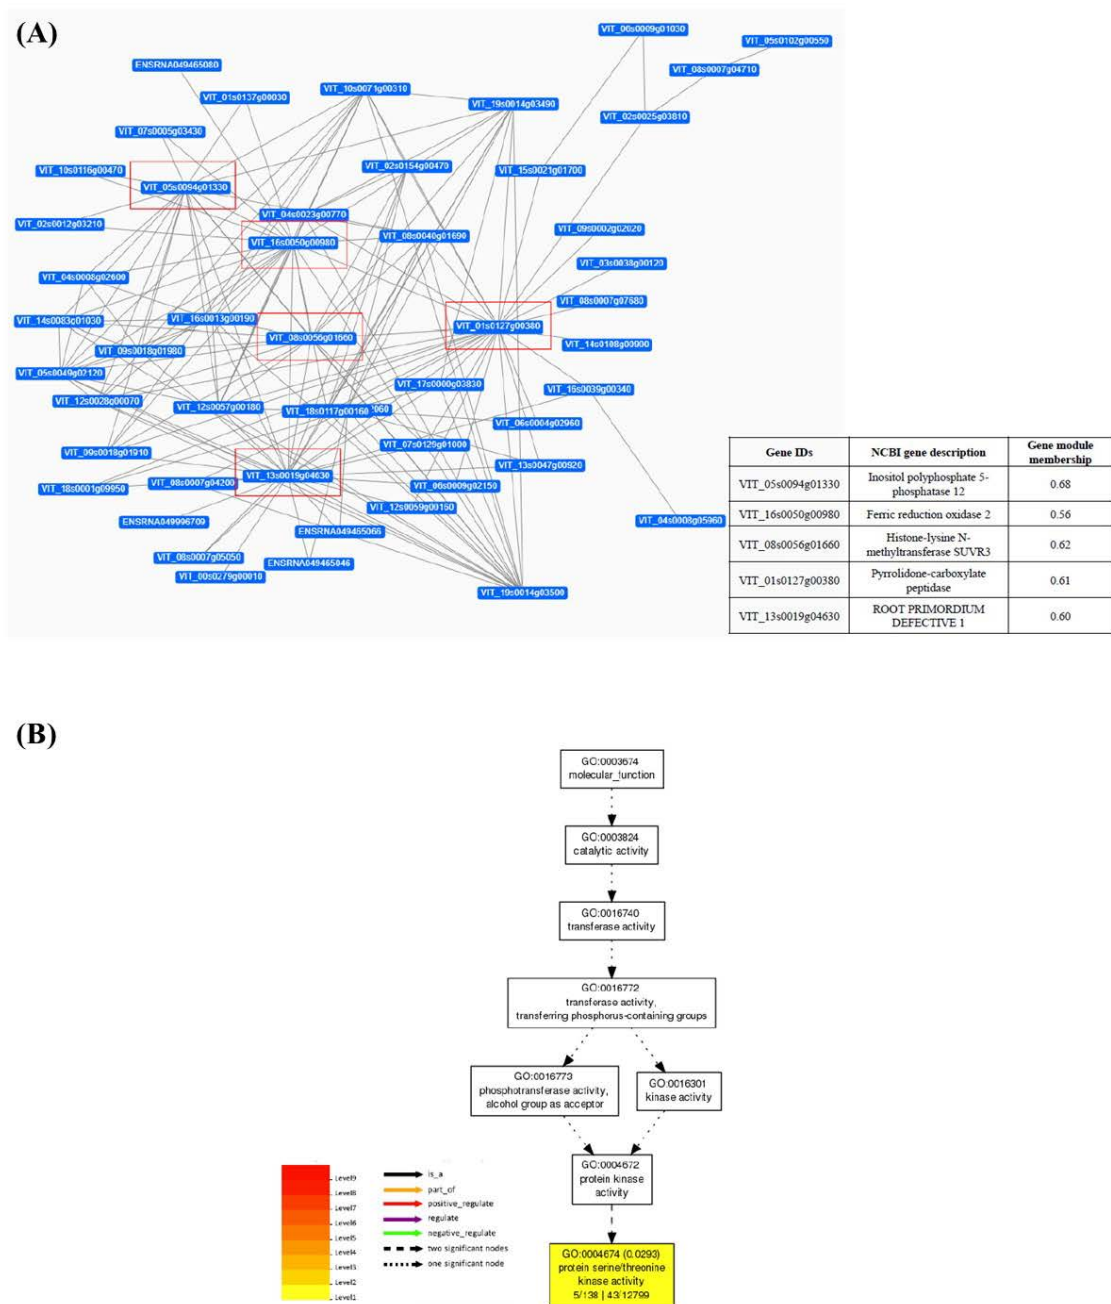 (A)
VIT_06s0009g01030
VIT_05s0102g00550
VIT_08s0007g04710
ENSRNA049465080
VIT_10s0071g00310
VIT_01s0137g00030
VIT_19s0014g03490
VIT_02s0025g03810
VIT_07s0005g03430
VIT_10s0116g00470
VIT_02s0154g00470
VIT_15s0021g01700
VIT_05s0094g01330
VIT_04s0023g00770
VIT_02s0012g03210
VIT_16s0050g00980
VIT_08s0040g01690
VIT_09s0002g02020
VIT_03s0038g00120
VIT_04s0008g02600
VIT_08s0007g07680
VIT_14s0083g01030
VIT_16s0013g00190
VIT_01s0127g00380
VIT_08s0056g01660
VIT_14s0108g00900
VIT_09s0018g01980
VIT_05s0049g02120
VIT_17s0000g03830
VIT_15s0039g00340
VIT_12s0028g00070
VIT_12s0057g00180
VIT_18s0117g00160
2060
VIT_06s0004g02960
VIT_07s0129g01000
VIT_09s0018g01910
VIT_13s0047g00920
VIT_13s0019g04630
VIT_18s0001g09950
VIT_08s0007g04200
VIT_06s0009g02150
VIT_12s0059g00150
VIT_04s0008g05960
ENSRNA049996709
ENSRNA049465066
VIT_08s0007g05050
ENSRNA049465046
VIT_00s0279g00010
VIT_19s0014g03500
Gene IDs NCBI gene description Gene module membership
VIT_05s0094g01330 Inositol polyphosphate 5-phosphatase 12 0.68
VIT_16s0050g00980 Ferric reduction oxidase 2 0.56
VIT_08s0056g01660 Histone-lysine N-methyltransferase SUVR3 0.62
VIT_01s0127g00380 Pyrrolidone-carboxylate peptidase 0.61
VIT_13s0019g04630 ROOT PRIMORDIUM DEFECTIVE 1 0.60
(B)
GO:0003674
molecular_function
GO:0003824
catalytic activity
GO:0016740
transferase activity
GO:0016772
transferase activity,
transferring phosphorus-containing groups
GO:0016773
phosphotransferase activity,
alcohol group as acceptor
GO:0016301
kinase activity
GO:0004672
protein kinase
activity
GO:0004674 (0.0293)
protein serine/threonine
kinase activity
5/138 | 43/12799
Level9
Level8
Level7
Level6
Level5
Level4
Level3
Level2
Level1
is_a
part_of
positive_regulate
regulate
negative_regulate
two significant nodes
one significant node